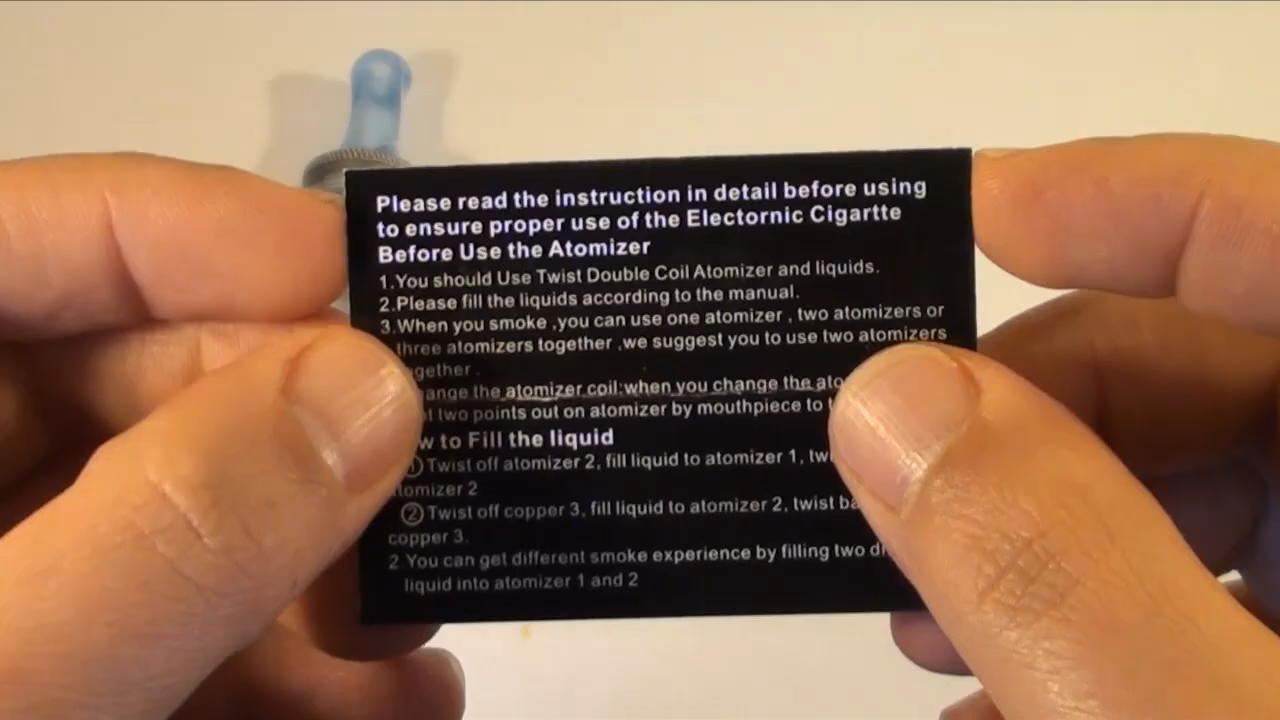 Please read the instruction in detail before using
to ensure proper use of the Electornic Cigartte
Before Use the Atomizer
1.You should Use Twist Double Coil Atomizer and liquids.
2.Please fill the liquids according to the manual.
3.When you smoke ,you can use one atomizer , two atomizers or
three atomizers together ,we suggest you to use two atomizers
gether .
ange the atomizer coil:when you change the ato
two points out on atomizer by mouthpiece to
w to Fill the liquid
① Twist off atomizer 2, fill liquid to atomizer 1, tw
tomizer 2
② Twist off copper 3, fill liquid to atomizer 2, twist ba
copper 3.
2.You can get different smoke experience by filling two di
liquid into atomizer 1 and 2